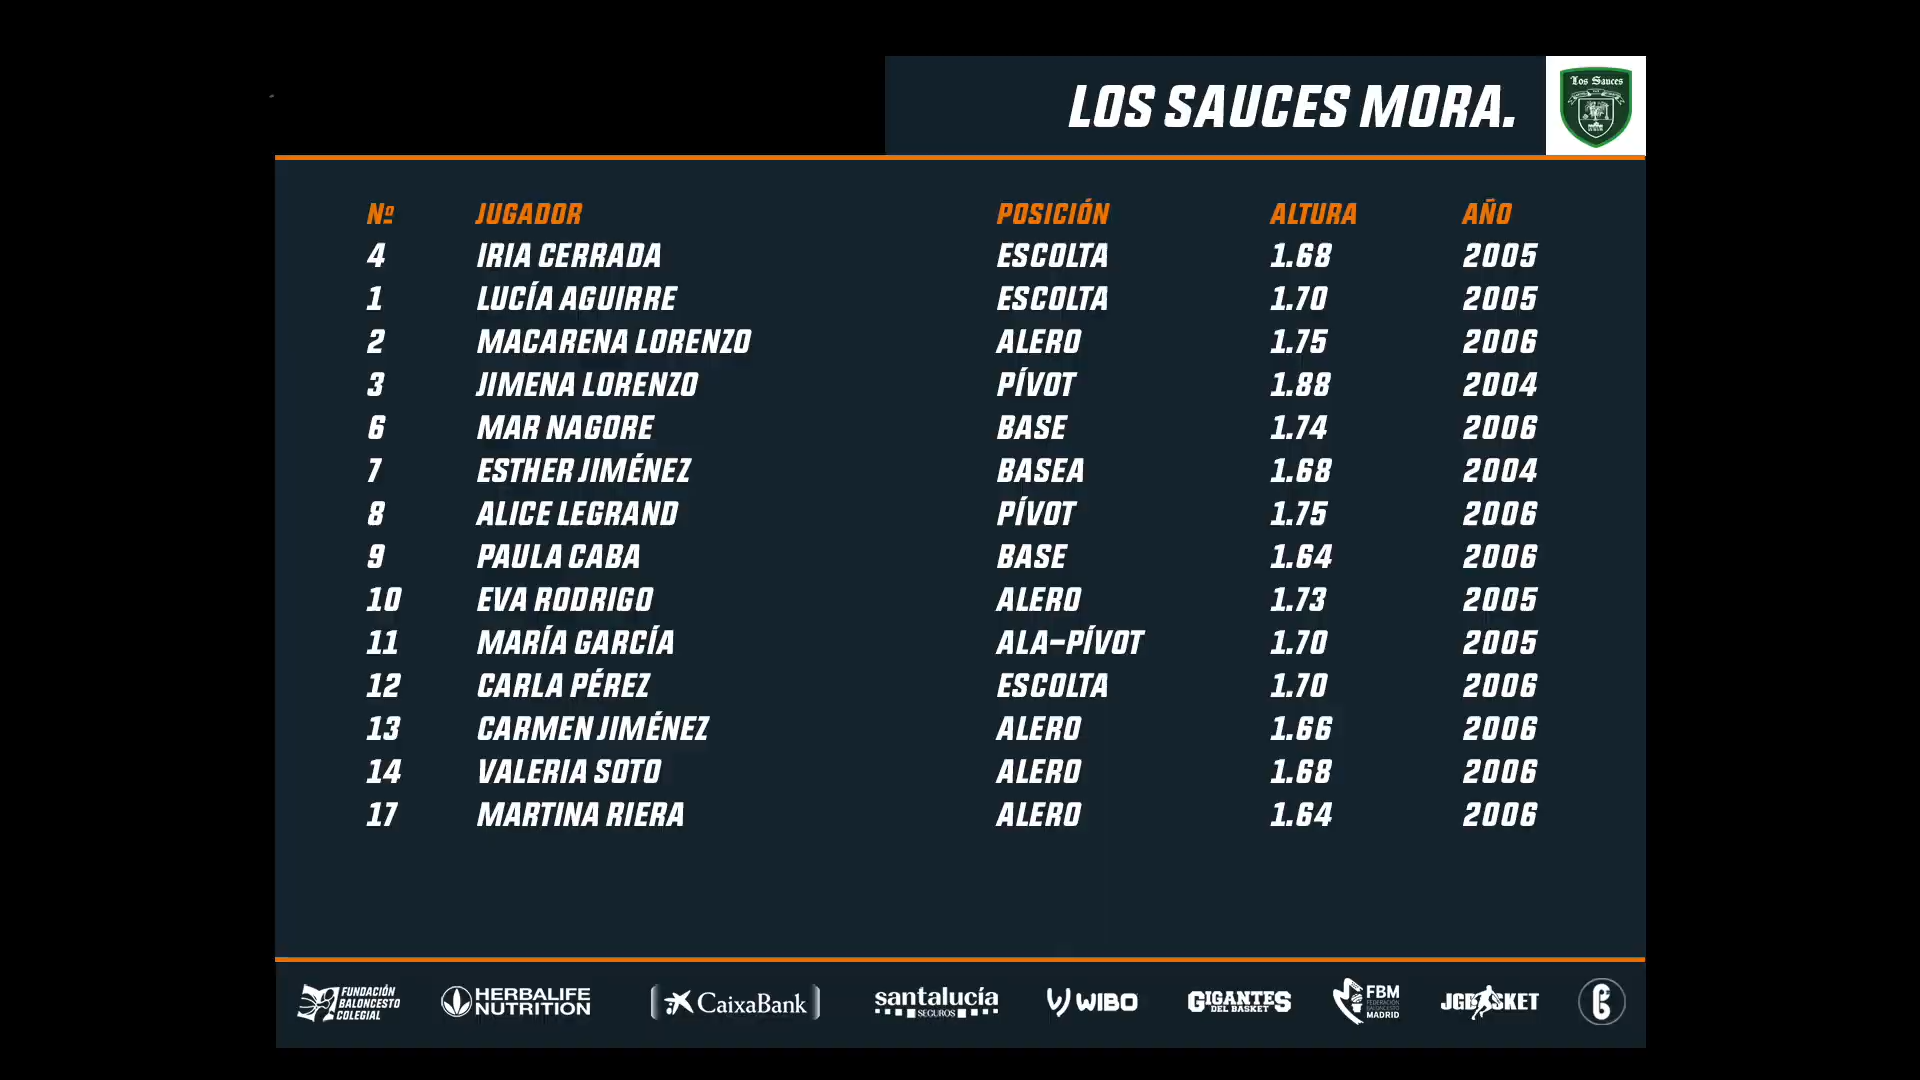 LOS SAUCES MORA.
Los Sauces
Nº JUGADOR POSICIÓN ALTURA AÑO
4 IRIA CERRADA ESCOLTA 1.68 2005
1 LUCÍA AGUIRRE ESCOLTA 1.70 2005
2 MACARENA LORENZO ALERO 1.75 2006
3 JIMENA LORENZO PÍVOT 1.88 2004
6 MAR NAGORE BASE 1.74 2006
7 ESTHER JIMÉNEZ BASEA 1.68 2004
8 ALICE LEGRAND PÍVOT 1.75 2006
9 PAULA CABA BASE 1.64 2006
10 EVA RODRIGO ALERO 1.73 2005
11 MARÍA GARCÍA ALA-PÍVOT 1.70 2005
12 CARLA PÉREZ ESCOLTA 1.70 2006
13 CARMEN JIMÉNEZ ALERO 1.66 2006
14 VALERIA SOTO ALERO 1.68 2006
17 MARTINA RIERA ALERO 1.64 2006
FUNDACIÓN
BALONCESTO
COLEGIAL
HERBALIFE
NUTRITION
CaixaBank
santalucía
SEGUROS
WIBO
GIGANTES
DEL BASKET
FBM
FEDERACIÓN
BALONCESTO
MADRID
JGBASKET